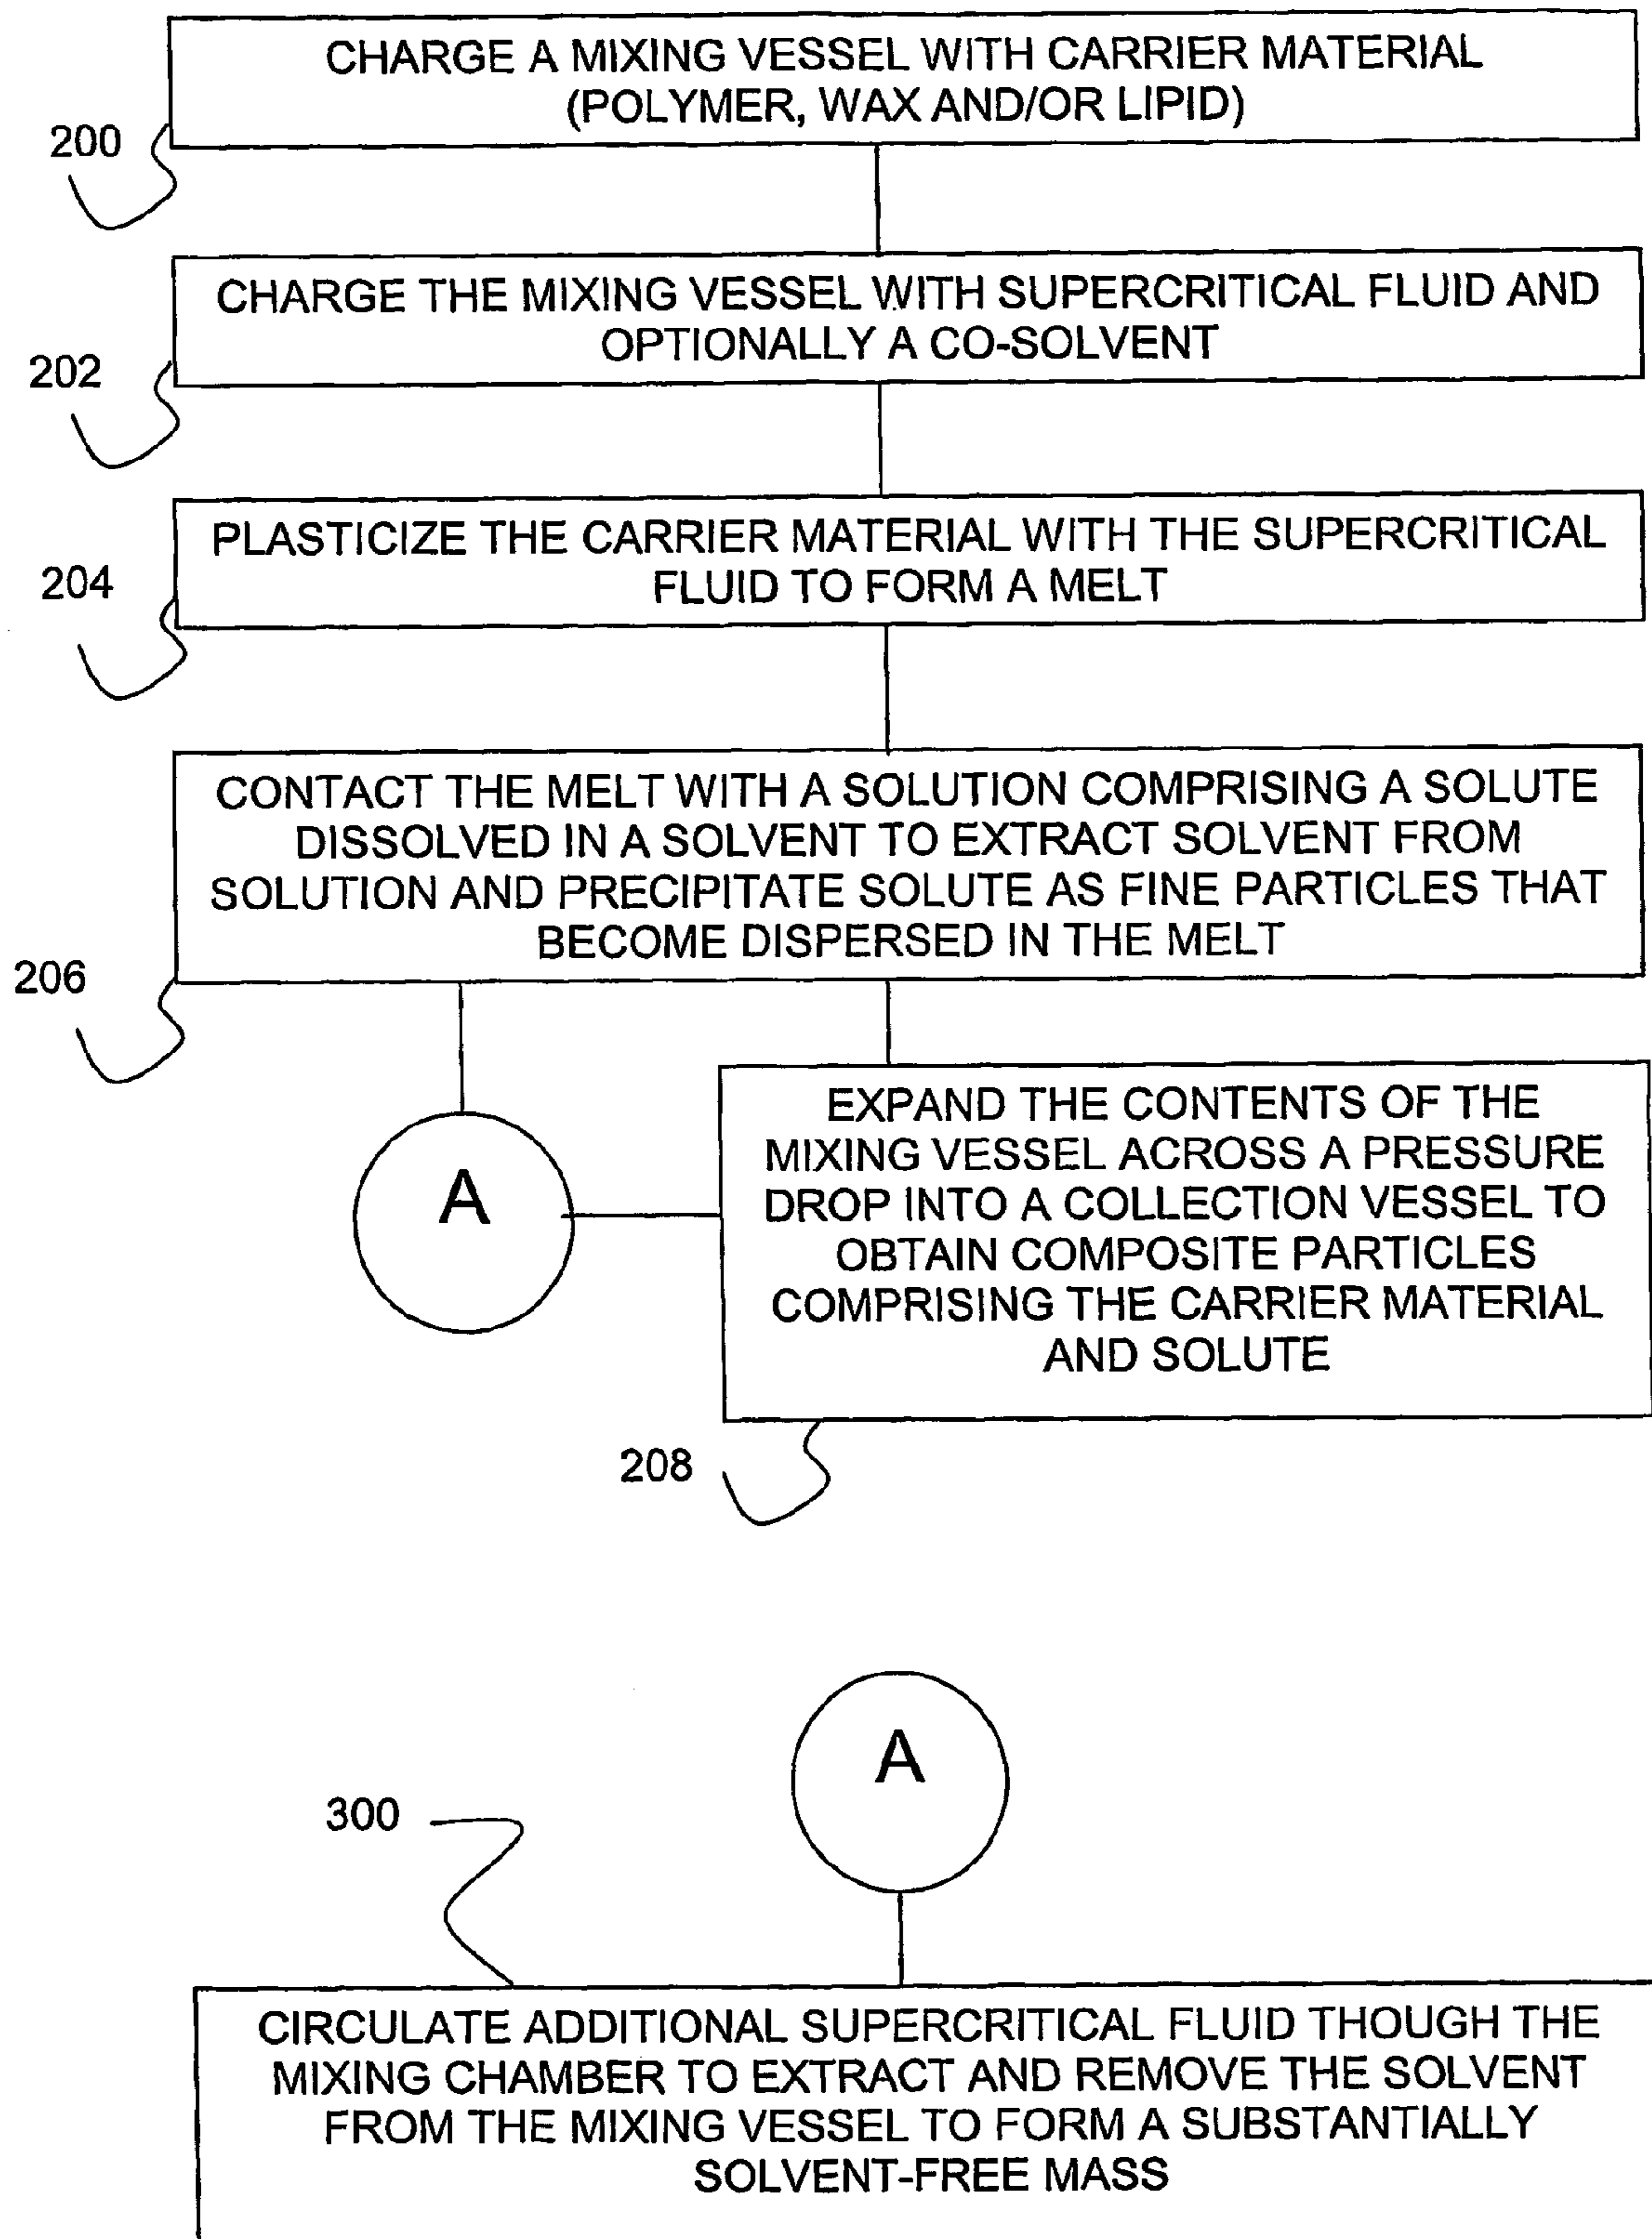 CHARGE A MIXING VESSEL WITH CARRIER MATERIAL
(POLYMER, WAX AND/OR LIPID)
200
CHARGE THE MIXING VESSEL WITH SUPERCRITICAL FLUID AND
OPTIONALLY A CO-SOLVENT
202
PLASTICIZE THE CARRIER MATERIAL WITH THE SUPERCRITICAL
FLUID TO FORM A MELT
204
CONTACT THE MELT WITH A SOLUTION COMPRISING A SOLUTE
DISSOLVED IN A SOLVENT TO EXTRACT SOLVENT FROM
SOLUTION AND PRECIPITATE SOLUTE AS FINE PARTICLES THAT
BECOME DISPERSED IN THE MELT
206
A
EXPAND THE CONTENTS OF THE
MIXING VESSEL ACROSS A PRESSURE
DROP INTO A COLLECTION VESSEL TO
OBTAIN COMPOSITE PARTICLES
COMPRISING THE CARRIER MATERIAL
AND SOLUTE
208
A
300
CIRCULATE ADDITIONAL SUPERCRITICAL FLUID THOUGH THE
MIXING CHAMBER TO EXTRACT AND REMOVE THE SOLVENT
FROM THE MIXING VESSEL TO FORM A SUBSTANTIALLY
SOLVENT-FREE MASS